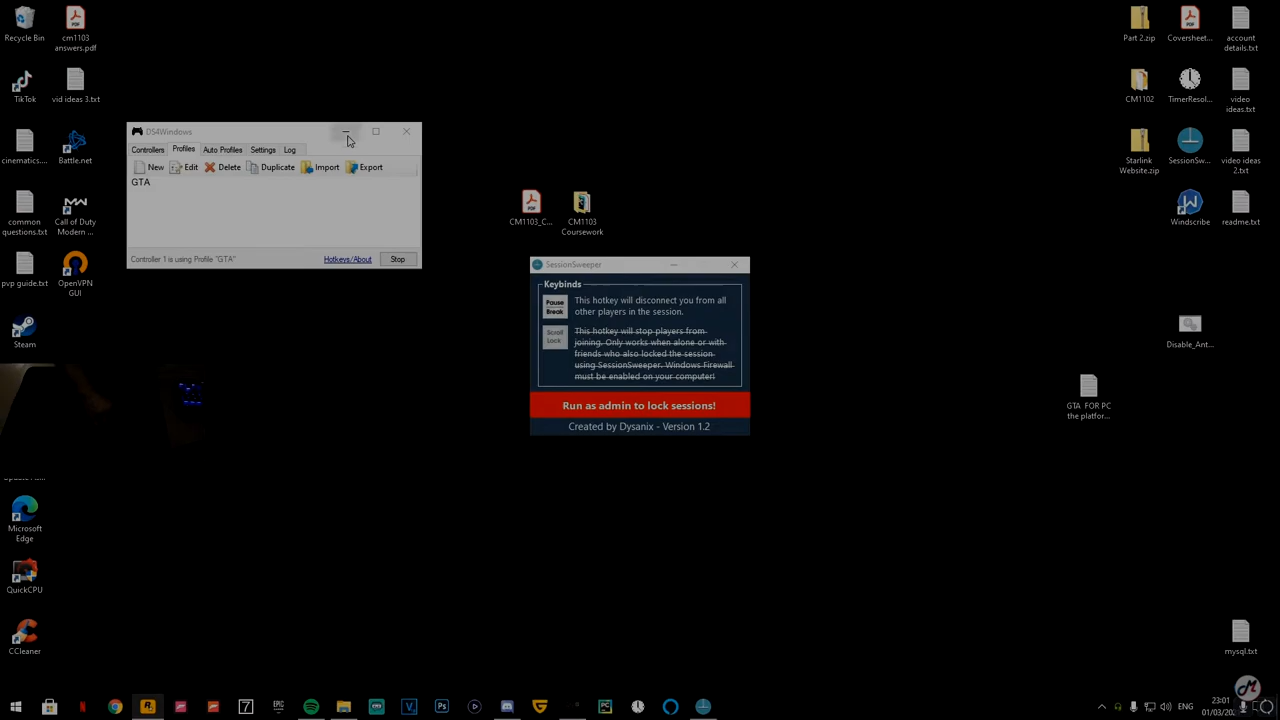 Recycle Bin
cm1103
answers.pdf
TikTok
vid ideas 3.txt
cinematics....
Battle.net
common
questions.txt
Call of Duty
Modern ...
pvp guide.txt
OpenVPN
GUI
Steam
Microsoft
Edge
QuickCPU
CCleaner
DS4Windows
Controllers
Profiles
Auto Profiles
Settings
Log
New
Edit
Delete
Duplicate
Import
Export
GTA
Controller 1 is using Profile "GTA"
Hotkeys/About
Stop
CM1103_C...
CM1103
Coursework
SessionSweeper
Keybinds
Pause
Break
This hotkey will disconnect you from all
other players in the session.
Scroll
Lock
This hotkey will stop players from
joining. Only works when alone or with
friends who also locked the session
using SessionSweeper. Windows Firewall
must be enabled on your computer!
Run as admin to lock sessions!
Created by Dysanix - Version 1.2
Part 2.zip
Coversheet...
account
details.txt
CM1102
TimerResol...
video
ideas.txt
Starlink
Website.zip
SessionSw...
video ideas
2.txt
Windscribe
readme.txt
Disable_Ant...
GTA FOR PC
the platfor...
mysql.txt
ENG
23:01